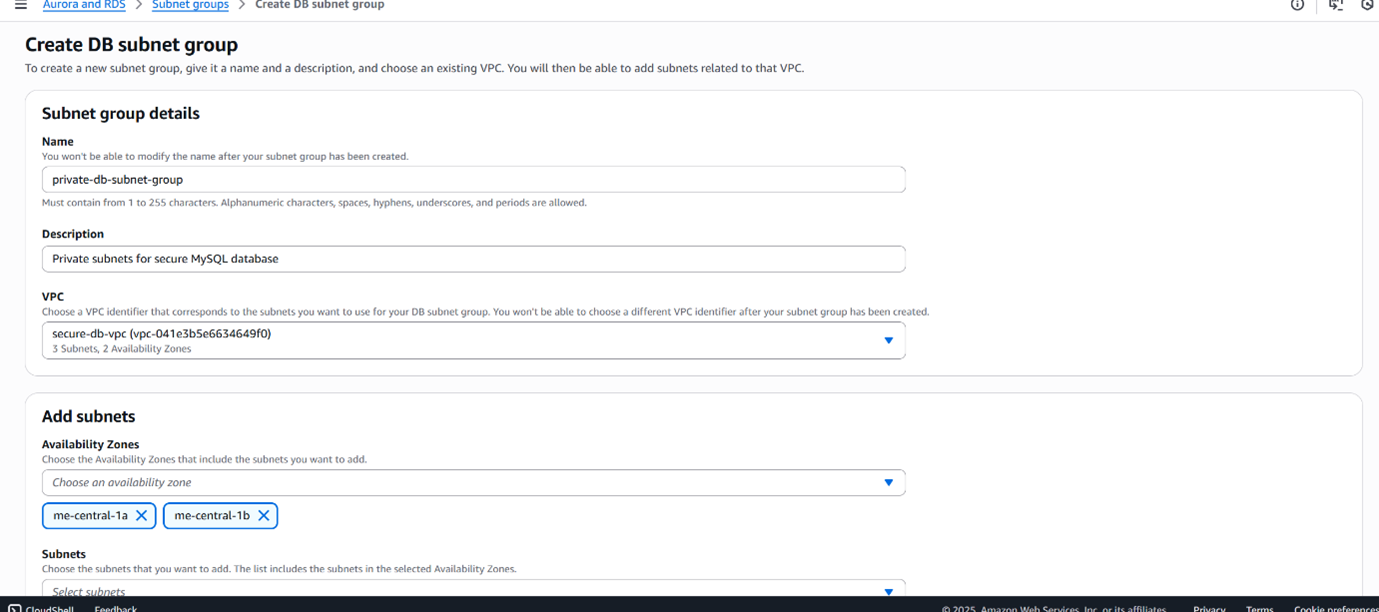 Aurora and RDS > Subnet groups > Create DB subnet group
Create DB subnet group
To create a new subnet group, give it a name and a description, and choose an existing VPC. You will then be able to add subnets related to that VPC.
Subnet group details
Name
You won't be able to modify the name after your subnet group has been created.
private-db-subnet-group
Must contain from 1 to 255 characters. Alphanumeric characters, spaces, hyphens, underscores, and periods are allowed.
Description
Private subnets for secure MySQL database
VPC
Choose a VPC identifier that corresponds to the subnets you want to use for your DB subnet group. You won't be able to choose a different VPC identifier after your subnet group has been created.
secure-db-vpc (vpc-041e3b5e6634649f0)
3 Subnets, 2 Availability Zones
Add subnets
Availability Zones
Choose the Availability Zones that include the subnets you want to add.
Choose an availability zone
me-central-1a me-central-1b
Subnets
Choose the subnets that you want to add. The list includes the subnets in the selected Availability Zones.
Select subnets
CloudShell Feedback © 2025, Amazon Web Services, Inc. or its affiliates. Privacy Terms Cookie preferences